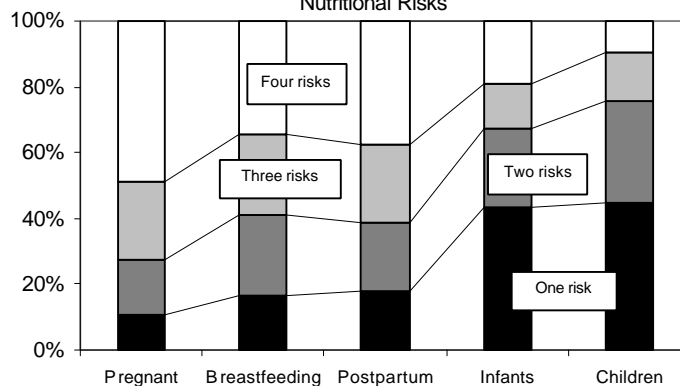 Nutritional Risks
100%
80%
60%
40%
20%
0%
Four risks
Three risks
Two risks
One risk
Pregnant Breastfeeding Postpartum Infants Children